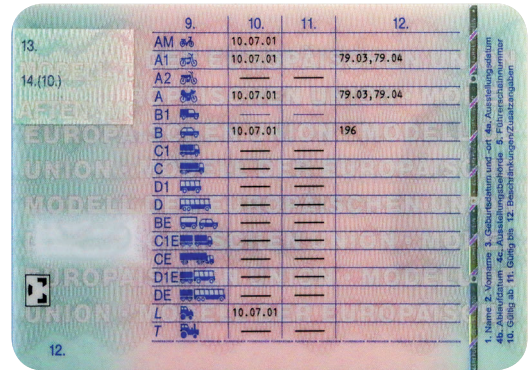 9. 10. 11. 12.
13.
14.(10.)
AM 10.07.01
A1 10.07.01 79.03,79.04
A2 — —
A 10.07.01 79.03,79.04
B1
B 10.07.01 196
C1 — —
C — —
D1 — —
D — —
BE — —
C1E — —
CE — —
D1E — —
DE — —
L 10.07.01
T — —
12.
1. Name 2. Vorname 3. Geburtsdatum und -ort 4a. Ausstellungsdatum
4b. Ablaufdatum 4c. Ausstellungsbehörde 5. Führerscheinnummer
10. Gültig ab 11. Gültig bis 12. Beschränkungen/Zusatzangaben